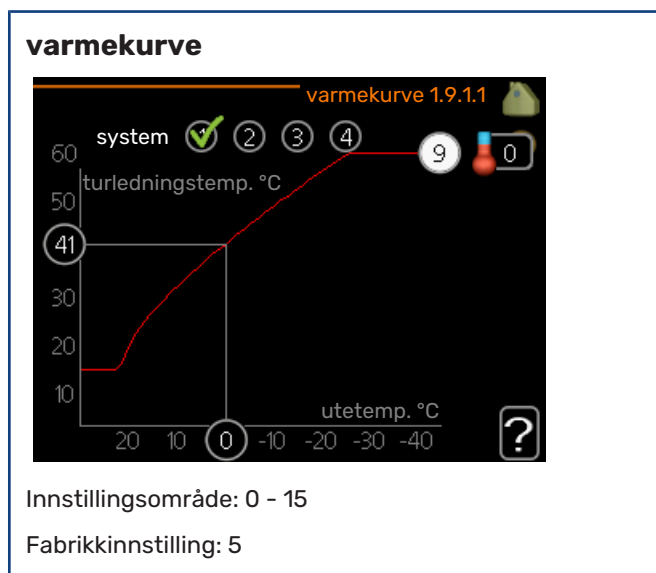 varmekurve
varmekurve 1.9.1.1
system 1 2 3 4
9
0
60
turledningstemp. °C
50
41
30
20
10
utetemp. °C
20 10 0 -10 -20 -30 -40
?
Innstillingsområde: 0 - 15
Fabrikkinnstilling: 5